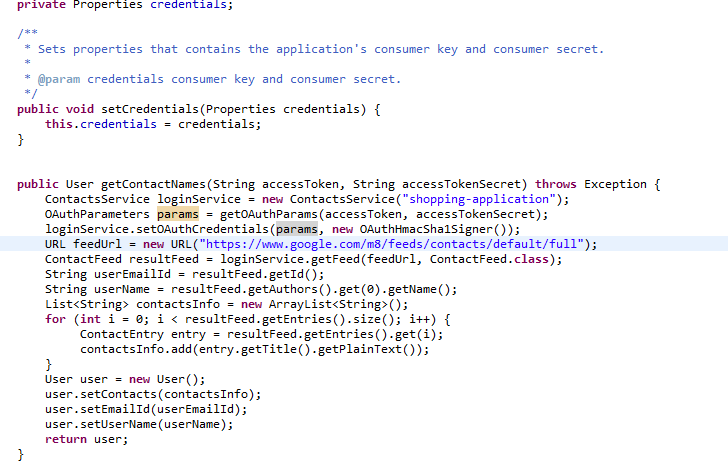 private Properties credentials;
/**
* Sets properties that contains the application's consumer key and consumer secret.
*
* @param credentials consumer key and consumer secret.
*/
public void setCredentials(Properties credentials) {
this.credentials = credentials;
}
public User getContactNames(String accessToken, String accessTokenSecret) throws Exception {
ContactsService loginService = new ContactsService("shopping-application");
OAuthParameters params = getOAuthParams(accessToken, accessTokenSecret);
loginService.setOAuthCredentials(params, new OAuthHmacSha1Signer());
URL feedUrl = new URL("https://www.google.com/m8/feeds/contacts/default/full");
ContactFeed resultFeed = loginService.getFeed(feedUrl, ContactFeed.class);
String userEmailId = resultFeed.getId();
String userName = resultFeed.getAuthors().get(0).getName();
List<String> contactsInfo = new ArrayList<String>();
for (int i = 0; i < resultFeed.getEntries().size(); i++) {
ContactEntry entry = resultFeed.getEntries().get(i);
contactsInfo.add(entry.getTitle().getPlainText());
}
User user = new User();
user.setContacts(contactsInfo);
user.setEmailId(userEmailId);
user.setUserName(userName);
return user;
}